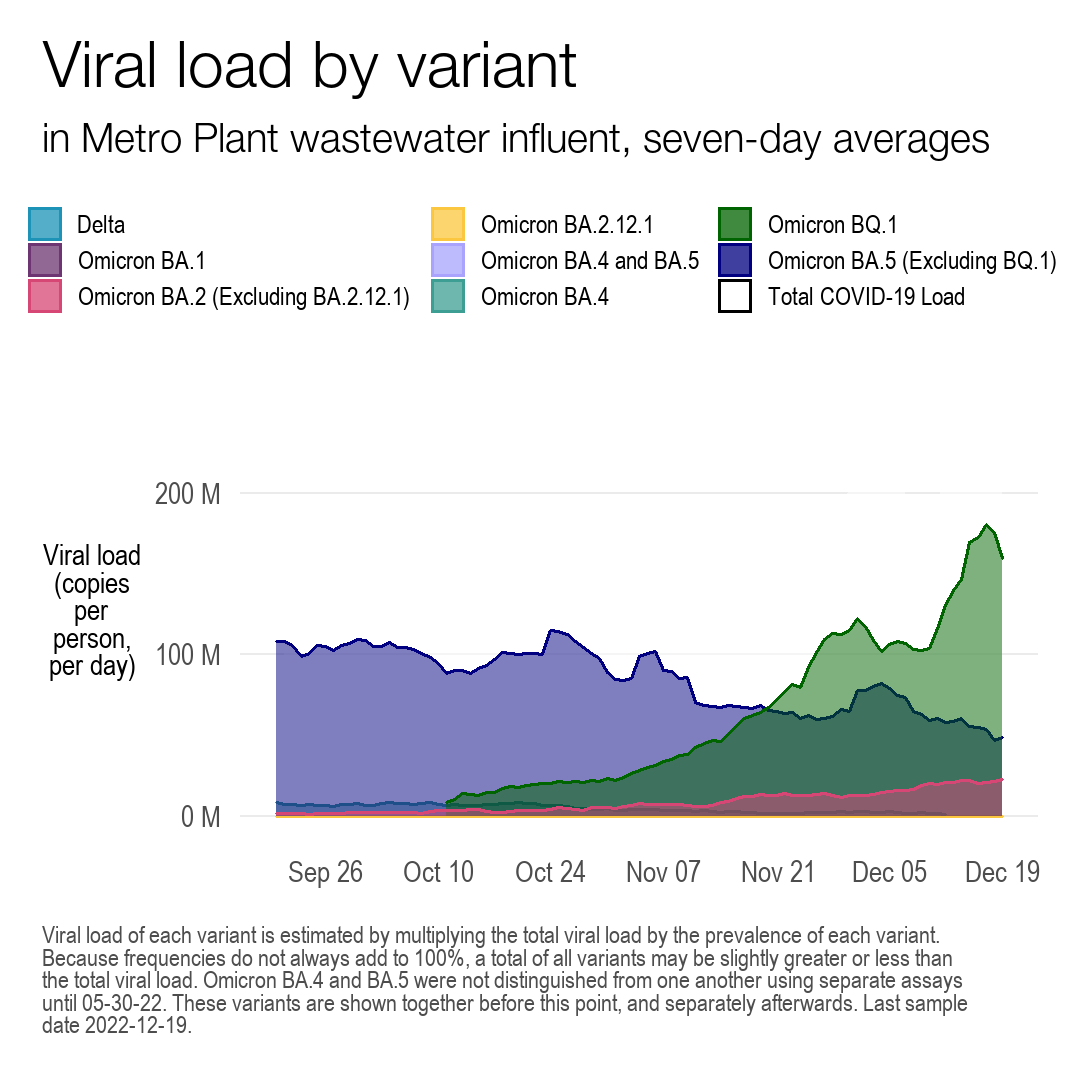 Viral load by variant
in Metro Plant wastewater influent, seven-day averages
Delta
Omicron BA.1
Omicron BA.2 (Excluding BA.2.12.1)
Omicron BA.2.12.1
Omicron BA.4 and BA.5
Omicron BA.4
Omicron BQ.1
Omicron BA.5 (Excluding BQ.1)
Total COVID-19 Load
200 M
100 M
0 M
Viral load
(copies
per
person,
per day)
Sep 26
Oct 10
Oct 24
Nov 07
Nov 21
Dec 05
Dec 19
Viral load of each variant is estimated by multiplying the total viral load by the prevalence of each variant.
Because frequencies do not always add to 100%, a total of all variants may be slightly greater or less than
the total viral load. Omicron BA.4 and BA.5 were not distinguished from one another using separate assays
until 05-30-22. These variants are shown together before this point, and separately afterwards. Last sample
date 2022-12-19.